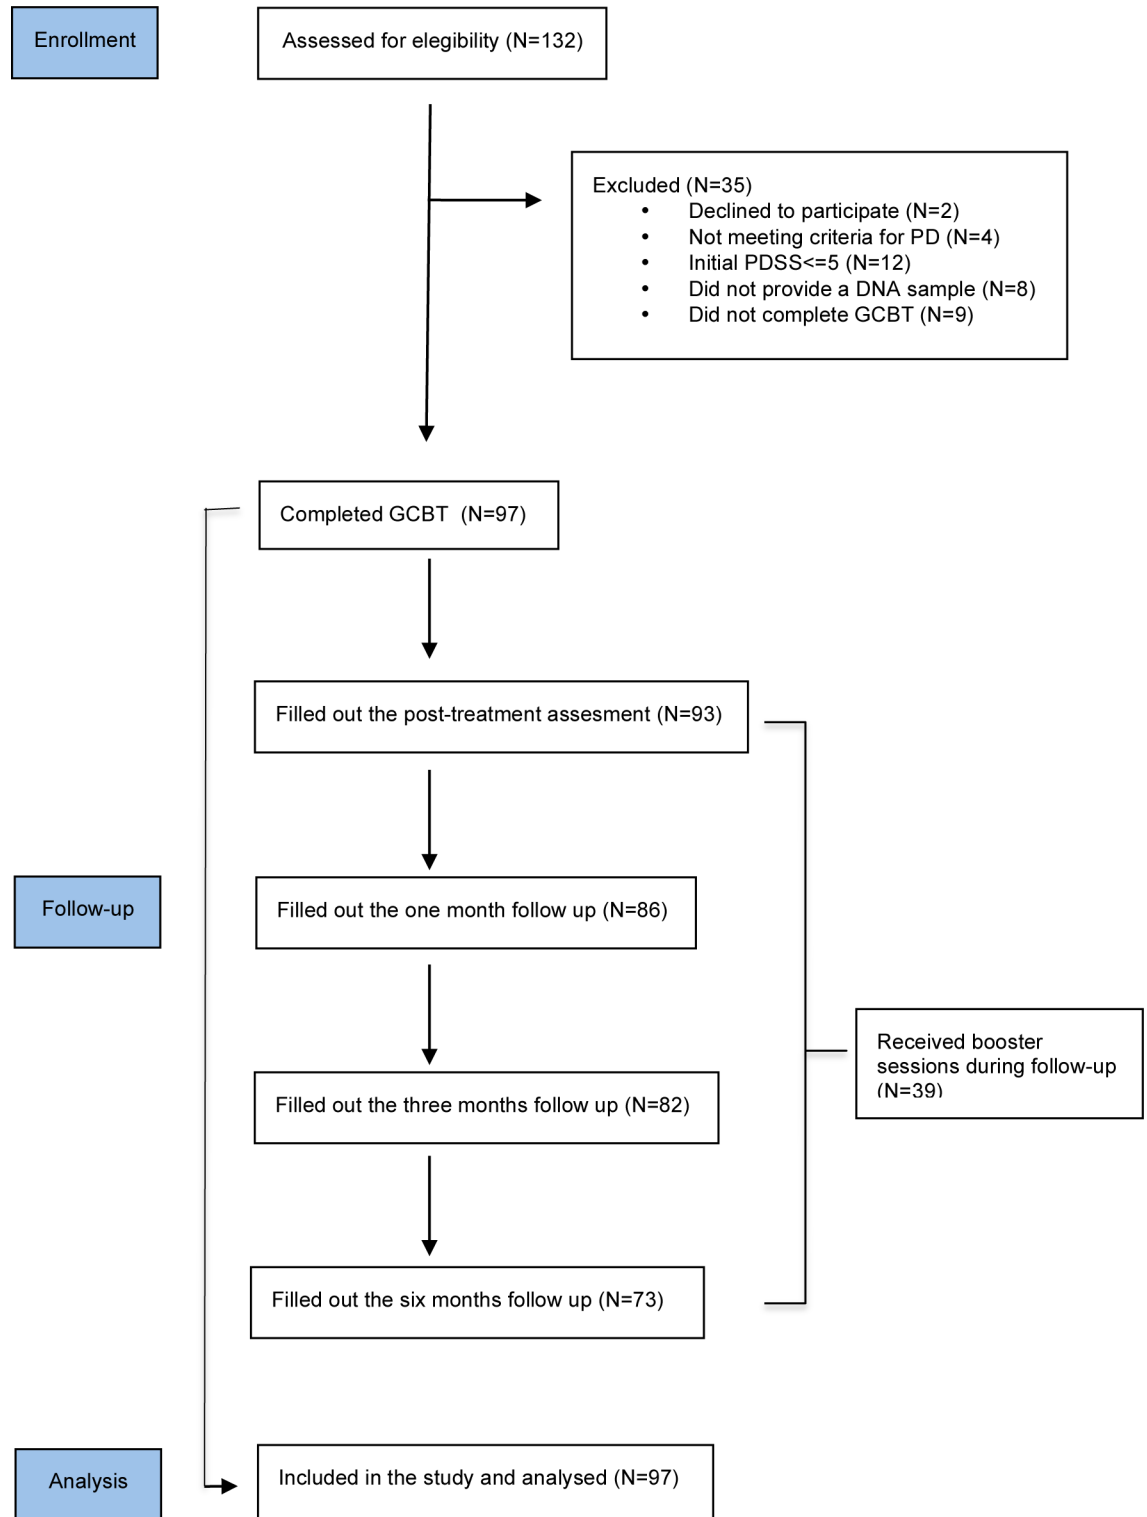 Enrollment
Assessed for elegibility (N=132)
Excluded (N=35)
• Declined to participate (N=2)
• Not meeting criteria for PD (N=4)
• Initial PDSS<=5 (N=12)
• Did not provide a DNA sample (N=8)
• Did not complete GCBT (N=9)
Completed GCBT (N=97)
Filled out the post-treatment assesment (N=93)
Follow-up
Filled out the one month follow up (N=86)
Received booster
sessions during follow-up
(N=39)
Filled out the three months follow up (N=82)
Filled out the six months follow up (N=73)
Analysis
Included in the study and analysed (N=97)